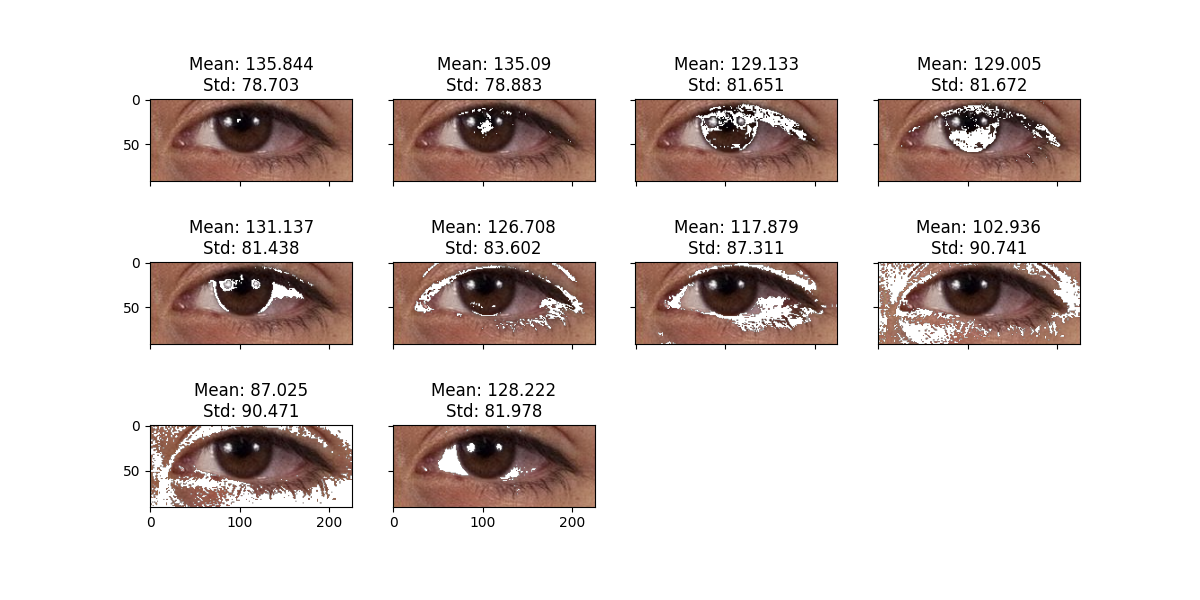 Mean: 135.844
Std: 78.703
Mean: 135.09
Std: 78.883
Mean: 129.133
Std: 81.651
Mean: 129.005
Std: 81.672
0
50
Mean: 131.137
Std: 81.438
Mean: 126.708
Std: 83.602
Mean: 117.879
Std: 87.311
Mean: 102.936
Std: 90.741
0
50
Mean: 87.025
Std: 90.471
Mean: 128.222
Std: 81.978
0
50
0 100 200
0 100 200